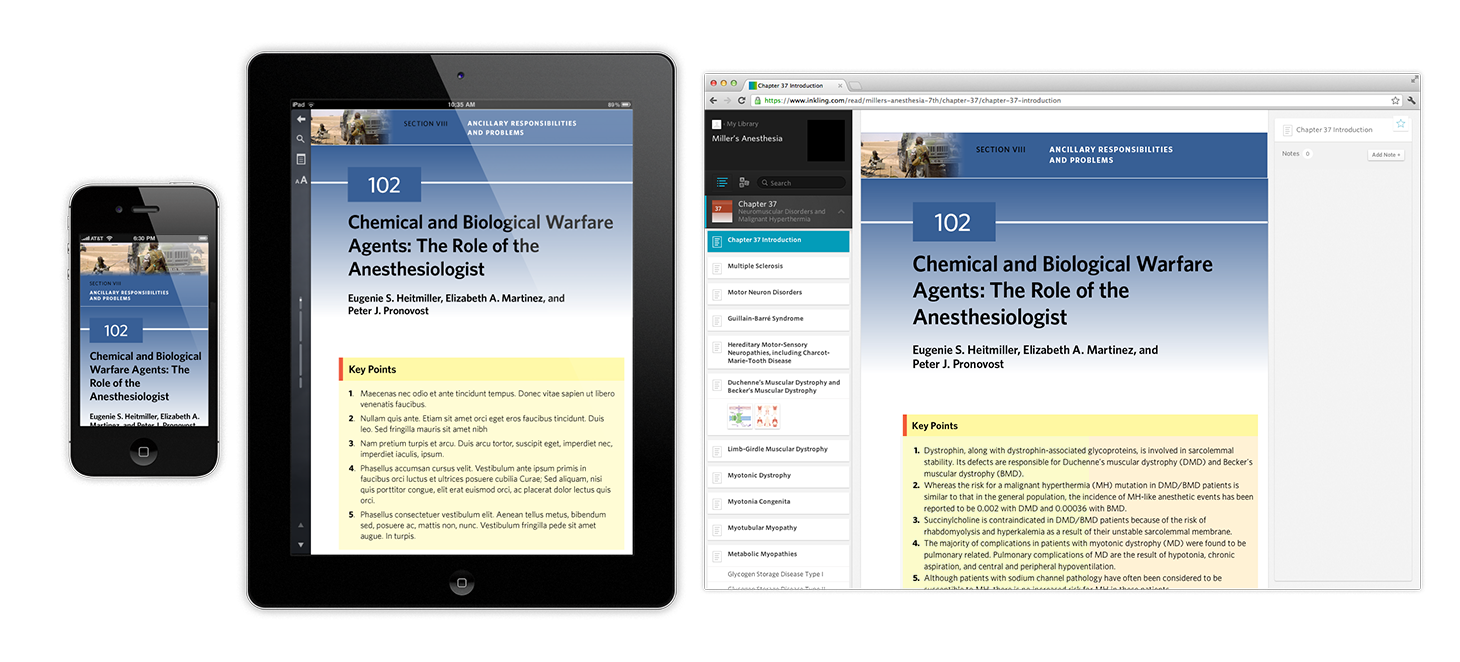 AT&T 6:30 PM
SECTION VIII
ANCILLARY RESPONSIBILITIES
AND PROBLEMS
102
Chemical and Biological
Warfare Agents: The
Role of the
Anesthesiologist
Eugenie S. Heitmiller, Elizabeth A.
Martinez, and Peter J. Pronovost
iPad 10:35 AM 89%
AA
SECTION VIII ANCILLARY RESPONSIBILITIES
AND PROBLEMS
102
Chemical and Biological Warfare
Agents: The Role of the
Anesthesiologist
Eugenie S. Heitmiller, Elizabeth A. Martinez, and
Peter J. Pronovost
Key Points
1. Maecenas nec odio et ante tincidunt tempus. Donec vitae sapien ut libero
venenatis faucibus.
2. Nullam quis ante. Etiam sit amet orci eget eros faucibus tincidunt. Duis
leo. Sed fringilla mauris sit amet nibh
3. Nam pretium turpis et arcu. Duis arcu tortor, suscipit eget, imperdiet nec,
imperdiet iaculis, ipsum.
4. Phasellus accumsan cursus velit. Vestibulum ante ipsum primis in
faucibus orci luctus et ultrices posuere cubilia Curae; Sed aliquam, nisi
quis porttitor congue, elit erat euismod orci, ac placerat dolor lectus quis
orci.
5. Phasellus consectetuer vestibulum elit. Aenean tellus metus, bibendum
sed, posuere ac, mattis non, nunc. Vestibulum fringilla pede sit amet
augue. In turpis.
Chapter 37 Introduction
https://www.inkling.com/read/millers-anesthesia-7th/chapter-37/chapter-37-introduction
My Library
Miller's Anesthesia
Search
37
Chapter 37
Neuromuscular Disorders and
Malignant Hyperthermia
Chapter 37 Introduction
Multiple Sclerosis
Motor Neuron Disorders
Guillain-Barré Syndrome
Hereditary Motor-Sensory
Neuropathies, including Charcot-
Marie-Tooth Disease
Duchenne's Muscular Dystrophy and
Becker's Muscular Dystrophy
Limb-Girdle Muscular Dystrophy
Myotonic Dystrophy
Myotonia Congenita
Myotubular Myopathy
Metabolic Myopathies
Glycogen Storage Disease Type I
Glycogen Storage Disease Type II
SECTION VIII ANCILLARY RESPONSIBILITIES
AND PROBLEMS
102
Chemical and Biological Warfare
Agents: The Role of the
Anesthesiologist
Eugenie S. Heitmiller, Elizabeth A. Martinez, and
Peter J. Pronovost
Key Points
1. Dystrophin, along with dystrophin-associated glycoproteins, is involved in sarcolemmal
stability. Its defects are responsible for Duchenne's muscular dystrophy (DMD) and Becker's
muscular dystrophy (BMD).
2. Whereas the risk for a malignant hyperthermia (MH) mutation in DMD/BMD patients is
similar to that in the general population, the incidence of MH-like anesthetic events has been
reported to be 0.002 with DMD and 0.00036 with BMD.
3. Succinylcholine is contraindicated in DMD/BMD patients because of the risk of
rhabdomyolosis and hyperkalemia as a result of their unstable sarcolemmal membrane.
4. The majority of complications in patients with myotonic dystrophy (MD) were found to be
pulmonary related. Pulmonary complications of MD are the result of hypotonia, chronic
aspiration, and central and peripheral hypoventilation.
5. Although patients with sodium channel pathology have often been considered to be
susceptible to MH, there is no increased risk for MH in these patients.
Chapter 37 Introduction
Notes 0
Add Note +